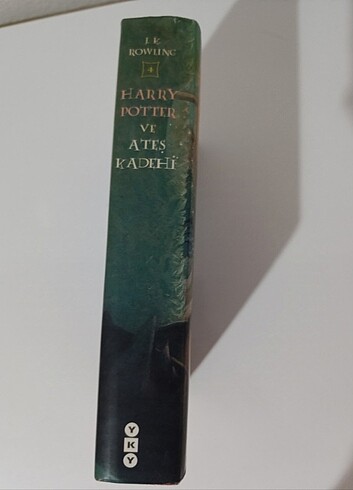 J. K.
ROWLING
4
HARRY
POTTER
VE
ATEŞ
KADEHİ
Y
K
Y